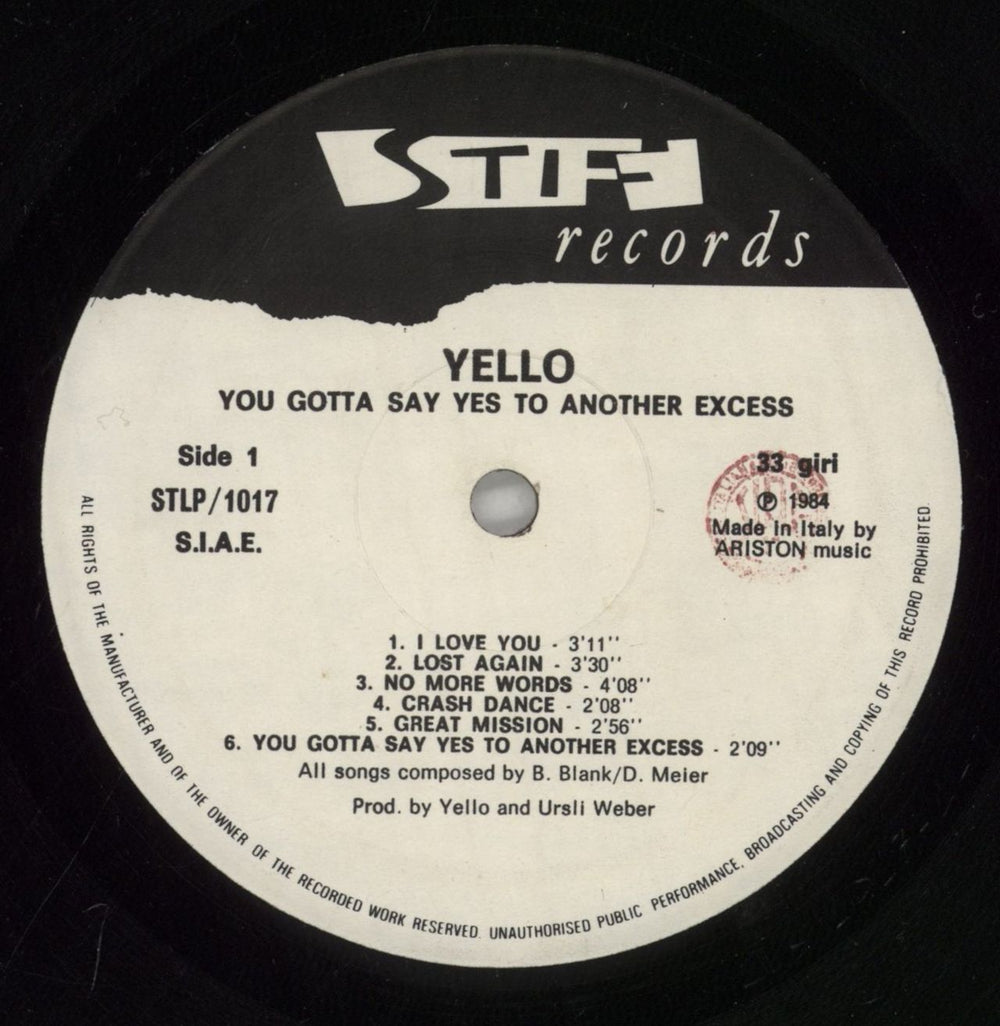 STIFF
records
YELLO
YOU GOTTA SAY YES TO ANOTHER EXCESS
Side 1
STLP/1017
S.I.A.E.
33 giri
℗ 1984
Made in Italy by
ARISTON music
1. I LOVE YOU - 3'11''
2. LOST AGAIN - 3'30''
3. NO MORE WORDS - 4'08''
4. CRASH DANCE - 2'08''
5. GREAT MISSION - 2'56''
6. YOU GOTTA SAY YES TO ANOTHER EXCESS - 2'09''
All songs composed by B. Blank/D. Meier
Prod. by Yello and Ursli Weber
ALL RIGHTS OF THE MANUFACTURER AND OF THE OWNER OF THE RECORDED WORK RESERVED. UNAUTHORISED PUBLIC PERFORMANCE, BROADCASTING AND COPYING OF THIS RECORD PROHIBITED.